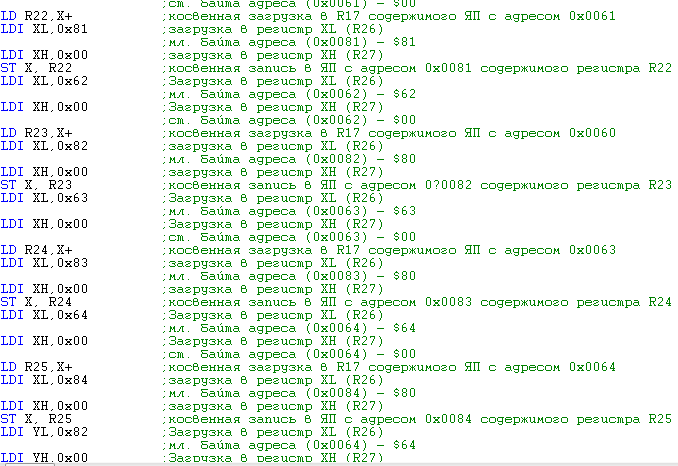 ;ст. байта адреса (0x0061) – $00
LD R22,X+ ;косвенная загрузка в R17 содержимого ЯП с адресом 0x0061
LDI XL,0x81 ;загрузка в регистр XL (R26)
;мл. байта адреса (0x0081) – $81
LDI XH,0x00 ;загрузка в регистр XH (R27)
ST X, R22 ;косвенная запись в ЯП с адресом 0x0081 содержимого регистра R22
LDI XL,0x62 ;Загрузка в регистр XL (R26)
;мл. байта адреса (0x0062) – $62
LDI XH,0x00 ;Загрузка в регистр XH (R27)
;ст. байта адреса (0x0062) – $00
LD R23,X+ ;косвенная загрузка в R17 содержимого ЯП с адресом 0x0060
LDI XL,0x82 ;загрузка в регистр XL (R26)
;мл. байта адреса (0x0082) – $80
LDI XH,0x00 ;загрузка в регистр XH (R27)
ST X, R23 ;косвенная запись в ЯП с адресом 0?0082 содержимого регистра R23
LDI XL,0x63 ;Загрузка в регистр XL (R26)
;мл. байта адреса (0x0063) – $63
LDI XH,0x00 ;Загрузка в регистр XH (R27)
;ст. байта адреса (0x0063) – $00
LD R24,X+ ;косвенная загрузка в R17 содержимого ЯП с адресом 0x0063
LDI XL,0x83 ;загрузка в регистр XL (R26)
;мл. байта адреса (0x0083) – $80
LDI XH,0x00 ;загрузка в регистр XH (R27)
ST X, R24 ;косвенная запись в ЯП с адресом 0x0083 содержимого регистра R24
LDI XL,0x64 ;Загрузка в регистр XL (R26)
;мл. байта адреса (0x0064) – $64
LDI XH,0x00 ;Загрузка в регистр XH (R27)
;ст. байта адреса (0x0064) – $00
LD R25,X+ ;косвенная загрузка в R17 содержимого ЯП с адресом 0x0064
LDI XL,0x84 ;загрузка в регистр XL (R26)
;мл. байта адреса (0x0084) – $80
LDI XH,0x00 ;загрузка в регистр XH (R27)
ST X, R25 ;косвенная запись в ЯП с адресом 0x0084 содержимого регистра R25
LDI YL,0x82 ;Загрузка в регистр XL (R26)
;мл. байта адреса (0x0064) – $64
LDI YH,0x00 ;Загрузка в регистр XH (R27)